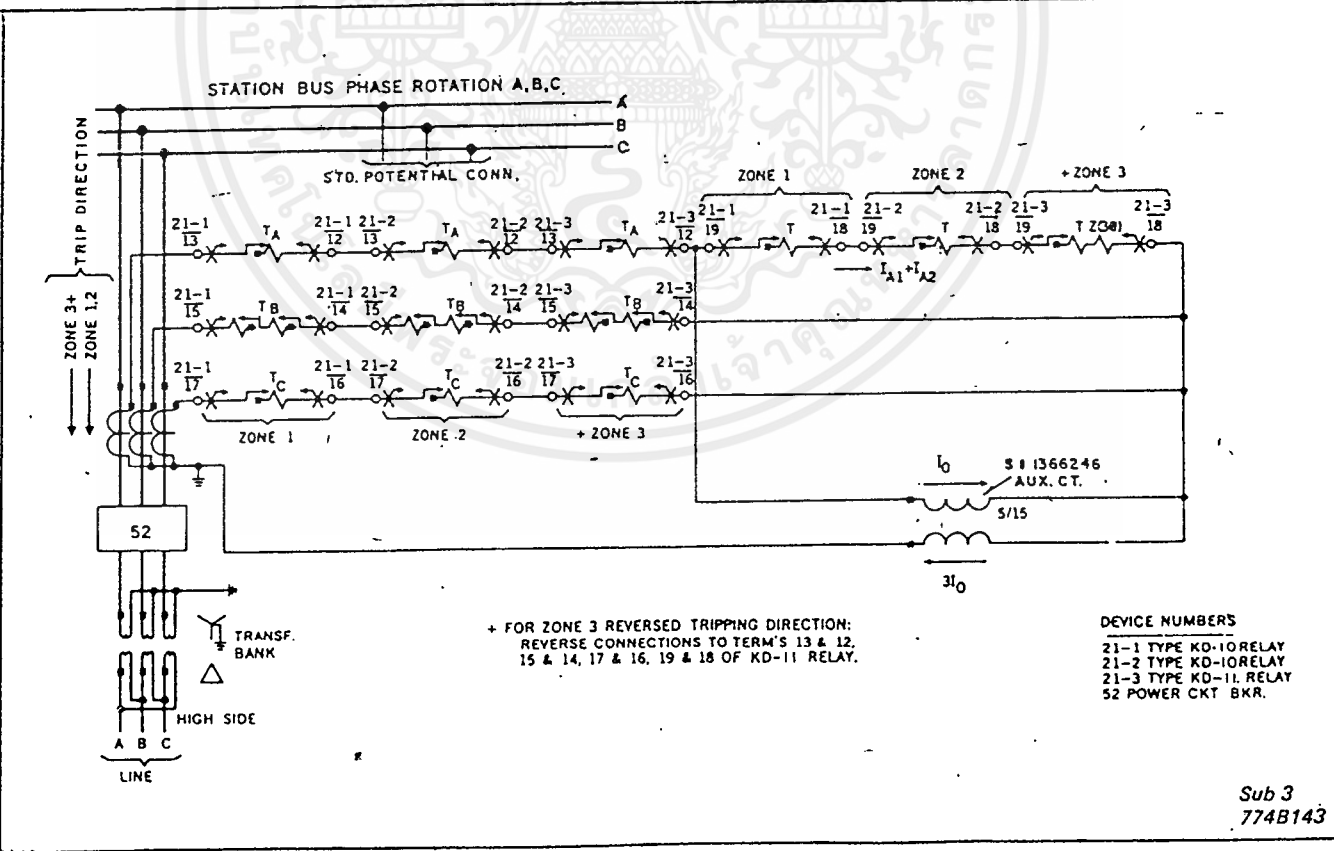 STATION BUS PHASE ROTATION A,B,C.
A
B
C
STD. POTENTIAL CONN.
TRIP DIRECTION
ZONE 3+
ZONE 1,2
ZONE 1
ZONE 2
+ ZONE 3
21-1
13
TA
21-1
12
21-2
13
TA
21-2
12
21-3
13
TA
21-3
12
21-1
19
T
21-1
18
21-2
19
T
21-2
18
21-3
19
T
21-3
18
IA1+IA2
21-1
15
TB
21-1
14
21-2
15
TB
21-2
14
21-3
15
TB
21-3
14
21-1
17
TC
21-1
16
21-2
17
TC
21-2
16
21-3
17
TC
21-3
16
ZONE 1
ZONE 2
+ ZONE 3
I0
S # 1366246
AUX. CT.
5/15
3I0
52
TRANSF.
BANK
HIGH SIDE
A B C
LINE
+ FOR ZONE 3 REVERSED TRIPPING DIRECTION:
REVERSE CONNECTIONS TO TERM'S 13 & 12,
15 & 14, 17 & 16, 19 & 18 OF KD-11 RELAY.
DEVICE NUMBERS
21-1 TYPE KD-10 RELAY
21-2 TYPE KD-10 RELAY
21-3 TYPE KD-11. RELAY
52 POWER CKT BKR.
Sub 3
774B143